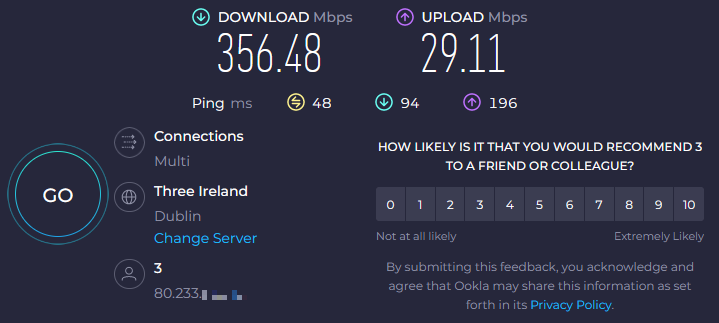 DOWNLOAD Mbps
356.48
UPLOAD Mbps
29.11
Ping ms 48 94 196
GO
Connections
Multi
Three Ireland
Dublin
Change Server
3
80.233.
HOW LIKELY IS IT THAT YOU WOULD RECOMMEND 3
TO A FRIEND OR COLLEAGUE?
0 1 2 3 4 5 6 7 8 9 10
Not at all likely Extremely Likely
By submitting this feedback, you acknowledge and
agree that Ookla may share this information as set
forth in its Privacy Policy.